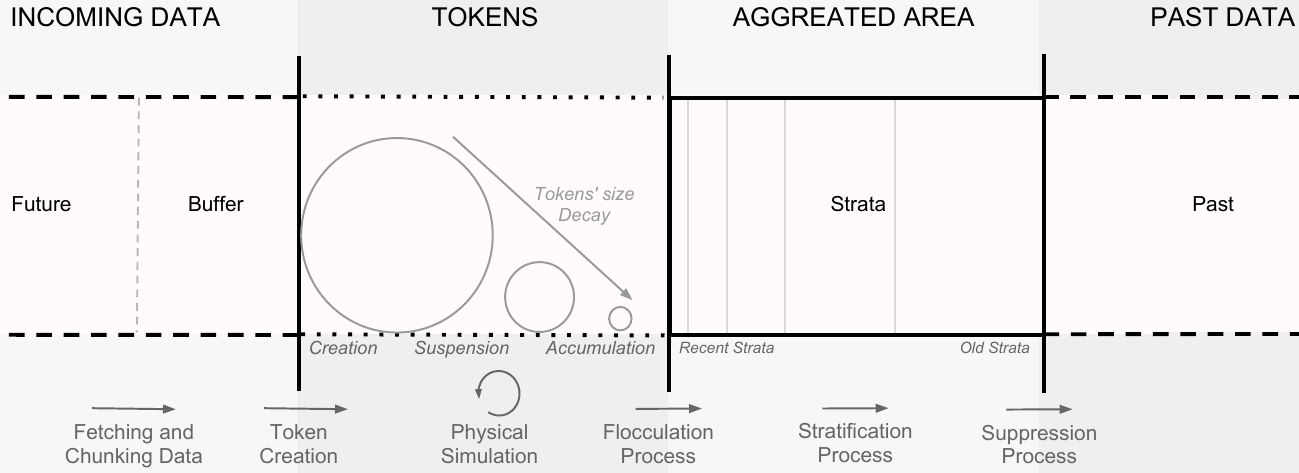 INCOMING DATA
TOKENS
AGGREATED AREA
PAST DATA
Future
Buffer
Tokens' size
Decay
Strata
Past
Creation
Suspension
Accumulation
Recent Strata
Old Strata
Fetching and
Chunking Data
Token
Creation
Physical
Simulation
Flocculation
Process
Stratification
Process
Suppression
Process